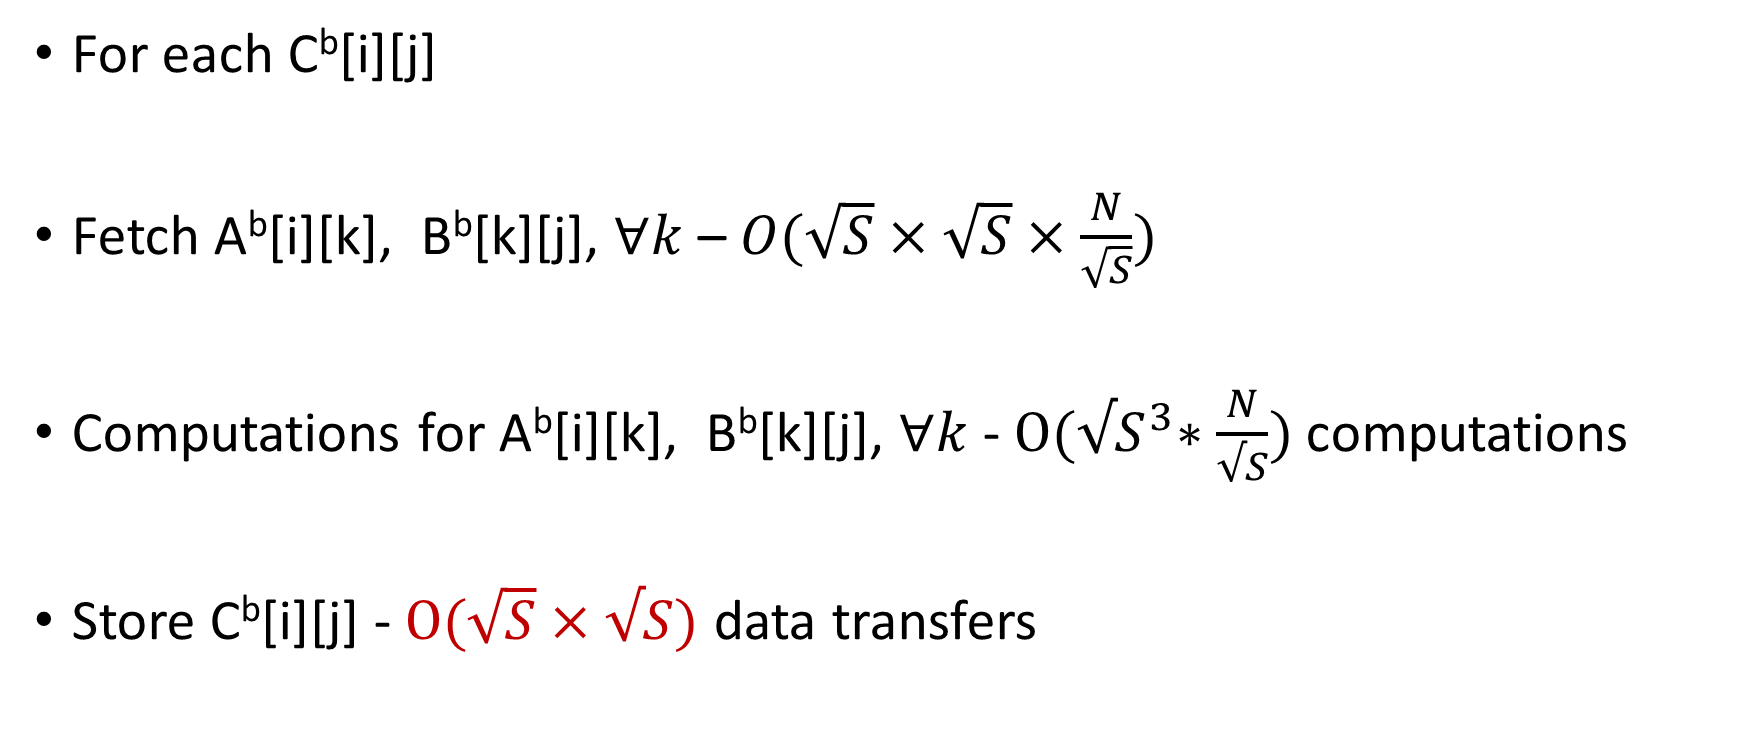 • For each Cᵇ[i][j]
• Fetch Aᵇ[i][k], Bᵇ[k][j], ∀k – O(√S × √S × N/√S)
• Computations for Aᵇ[i][k], Bᵇ[k][j], ∀k - O(√S³ * N/√S) computations
• Store Cᵇ[i][j] - O(√S × √S) data transfers